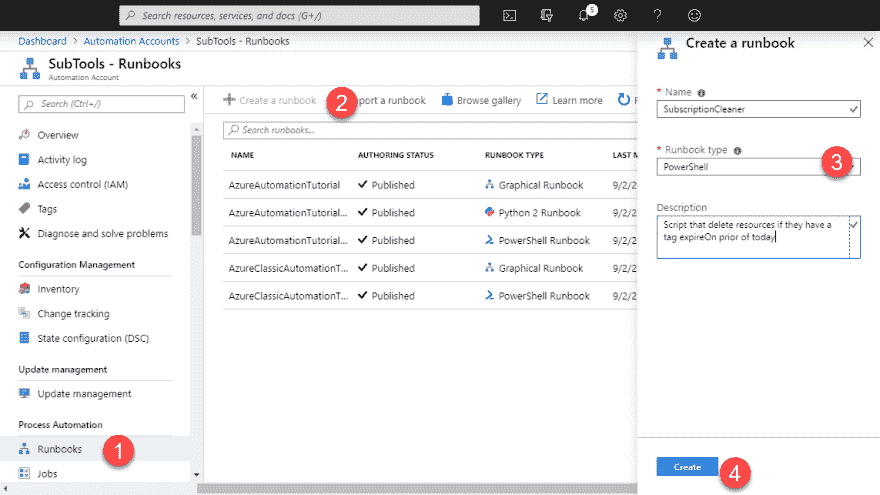 Search resources, services, and docs (G+/)
5
Dashboard > Automation Accounts > SubTools - Runbooks
SubTools - Runbooks
Automation Account
Search (Ctrl+/)
Overview
Activity log
Access control (IAM)
Tags
Diagnose and solve problems
Configuration Management
Inventory
Change tracking
State configuration (DSC)
Update management
Update management
Process Automation
Runbooks
1
Jobs
Create a runbook
2
port a runbook
Browse gallery
Learn more
Search runbooks...
NAME AUTHORING STATUS RUNBOOK TYPE LAST M
AzureAutomationTutorial Published Graphical Runbook 9/2/2
AzureAutomationTutorial... Published Python 2 Runbook 9/2/2
AzureAutomationTutorial... Published PowerShell Runbook 9/2/2
AzureClassicAutomationT... Published Graphical Runbook 9/2/2
AzureClassicAutomationT... Published PowerShell Runbook 9/2/2
Create a runbook
* Name
SubscriptionCleaner
* Runbook type
PowerShell
3
Description
Script that delete resources if they have a
tag expireOn prior of today
Create
4